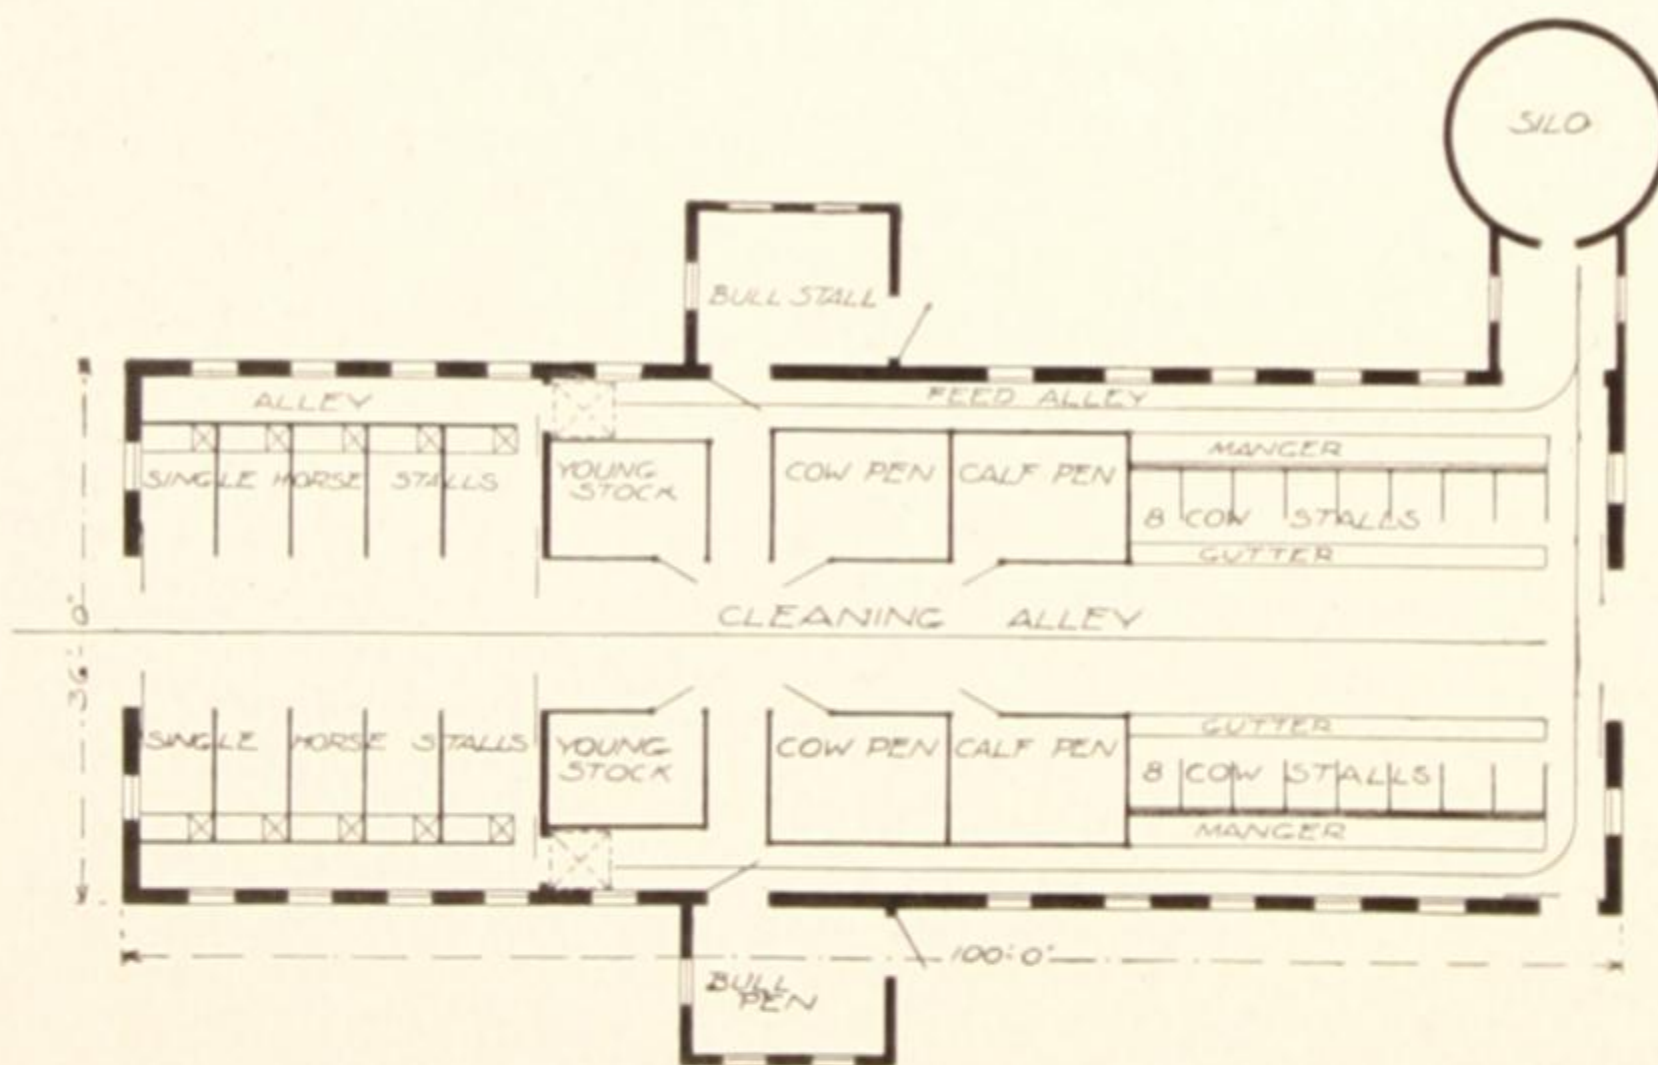 SILO
BULL STALL
ALLEY
FEED ALLEY
MANGER
SINGLE HORSE STALLS
YOUNG
STOCK
COW PEN
CALF PEN
8 COW STALLS
GUTTER
CLEANING ALLEY
36'-0"
GUTTER
SINGLE HORSE STALLS
YOUNG
STOCK
COW PEN
CALF PEN
8 COW STALLS
MANGER
100'-0"
BULL
PEN